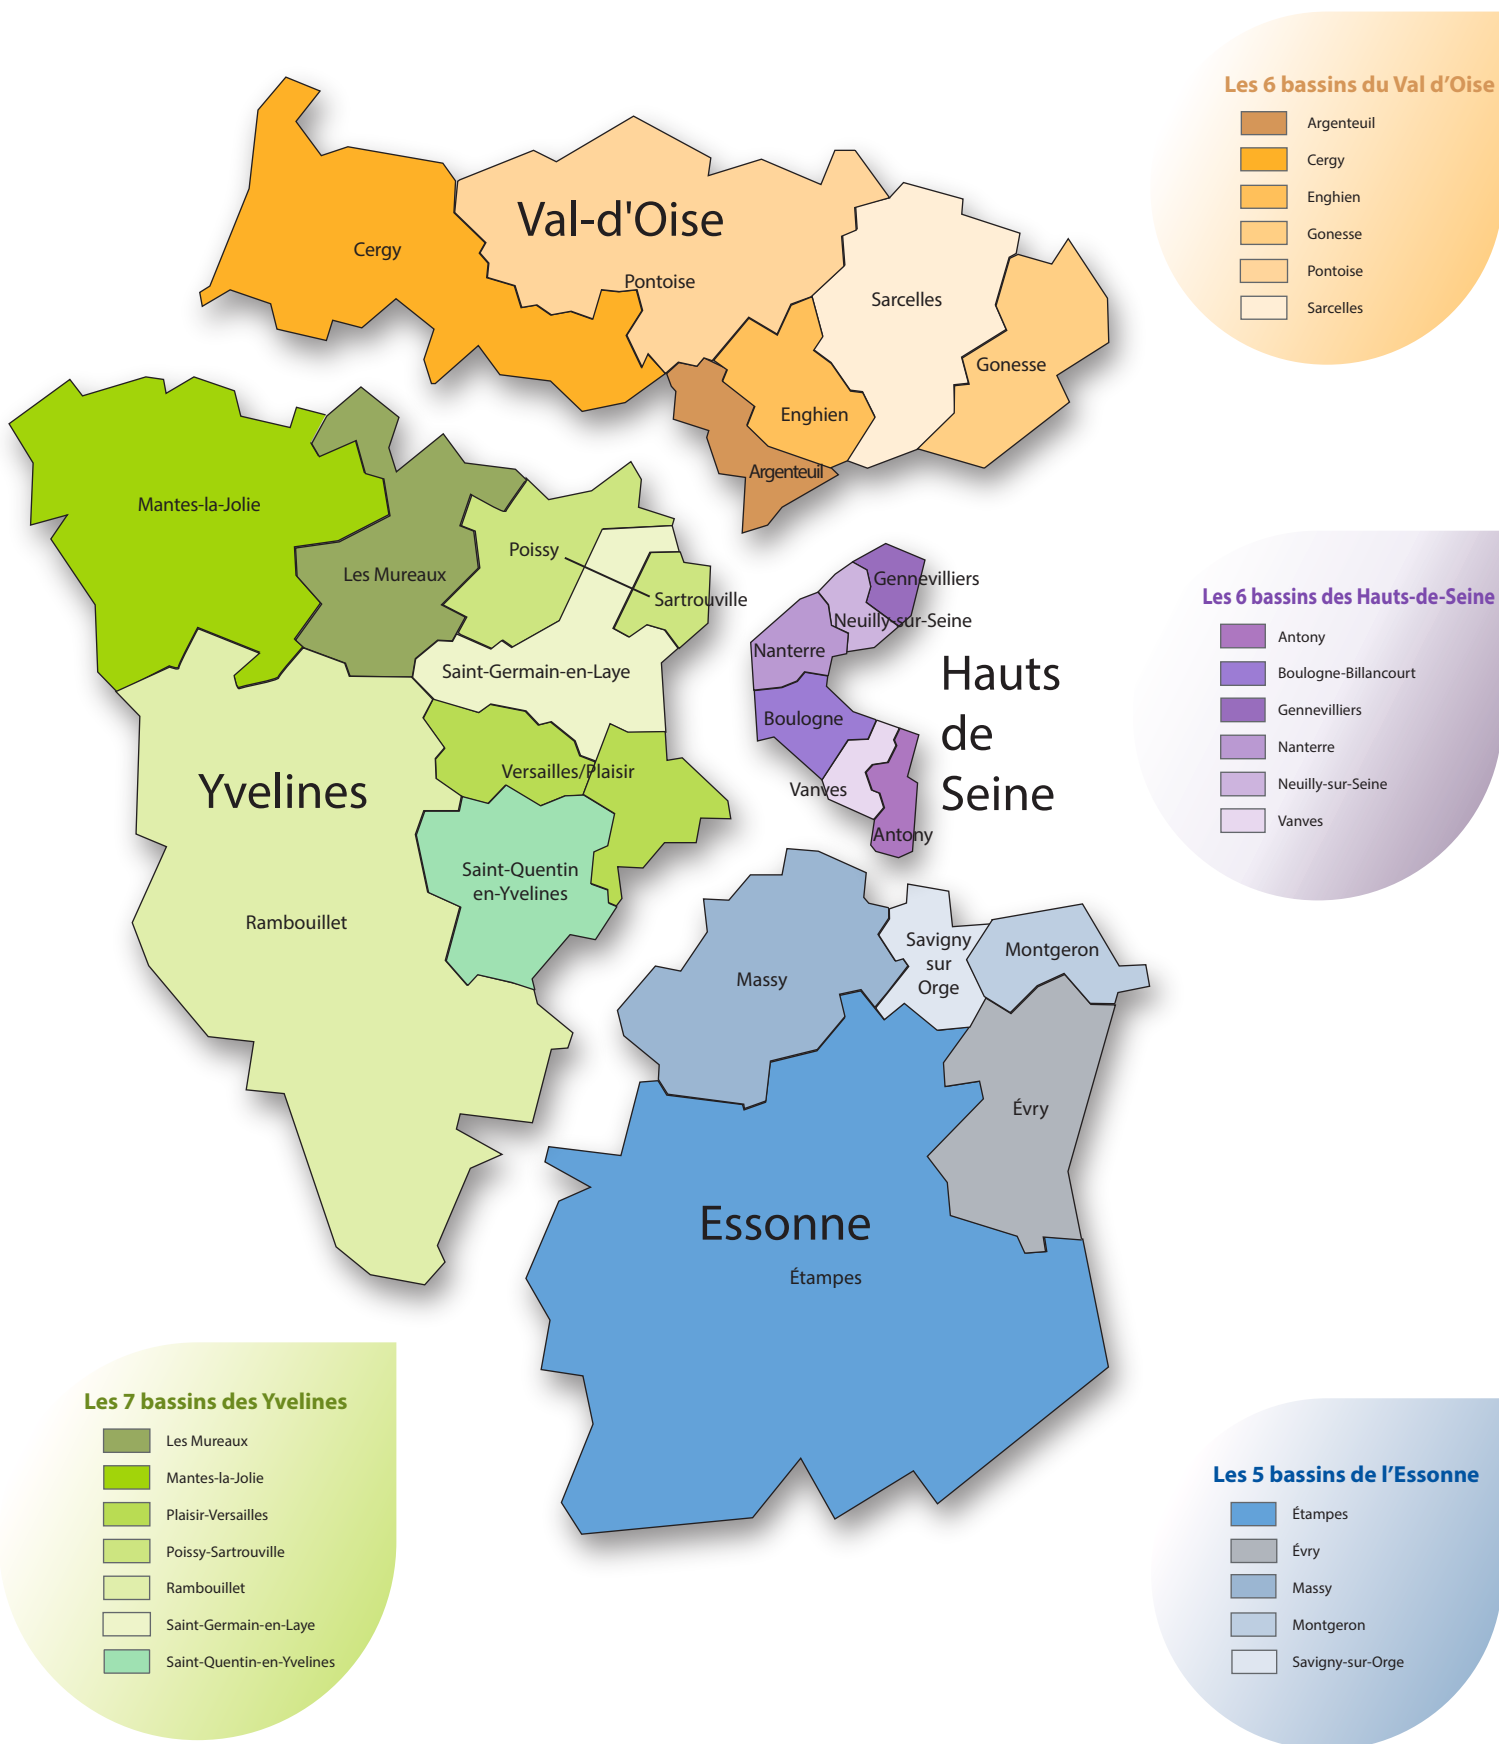 Les 6 bassins du Val d'Oise
Argenteuil
Cergy
Enghien
Gonesse
Pontoise
Sarcelles
Val-d'Oise
Cergy
Pontoise
Sarcelles
Gonesse
Enghien
Argenteuil
Mantes-la-Jolie
Les Mureaux
Poissy
Sartrouville
Saint-Germain-en-Laye
Versailles/Plaisir
Yvelines
Saint-Quentin
en-Yvelines
Rambouillet
Gennevilliers
Neuilly-sur-Seine
Nanterre
Boulogne
Vanves
Antony
Hauts
de
Seine
Les 6 bassins des Hauts-de-Seine
Antony
Boulogne-Billancourt
Gennevilliers
Nanterre
Neuilly-sur-Seine
Vanves
Massy
Savigny
sur
Orge
Montgeron
Évry
Essonne
Étampes
Les 7 bassins des Yvelines
Les Mureaux
Mantes-la-Jolie
Plaisir-Versailles
Poissy-Sartrouville
Rambouillet
Saint-Germain-en-Laye
Saint-Quentin-en-Yvelines
Les 5 bassins de l'Essonne
Étampes
Évry
Massy
Montgeron
Savigny-sur-Orge